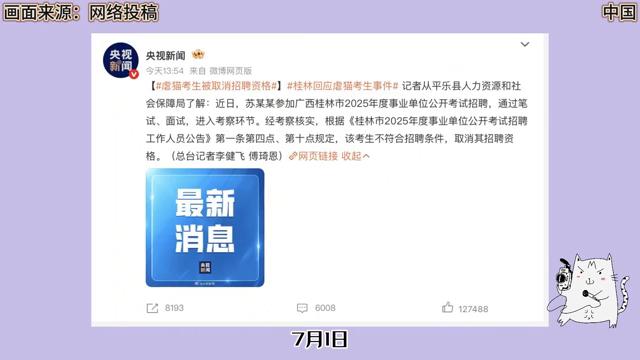 画面来源：网络投稿
中国
央视新闻
央视新闻
今天13:54 来自 微博网页版
【#虐猫考生被取消招聘资格#】#桂林回应虐猫考生事件# 记者从平乐县人力资源和社
会保障局了解：近日，苏某某参加广西桂林市2025年度事业单位公开考试招聘，通过笔
试、面试，进入考察环节。经考察核实，根据《桂林市2025年度事业单位公开考试招聘
工作人员公告》第一条第四点、第十点规定，该考生不符合招聘条件，取消其招聘资
格。（总台记者李健飞 傅琦恩）网页链接 收起
最新
消息
央视
新闻
8193
6008
127488
7月1日